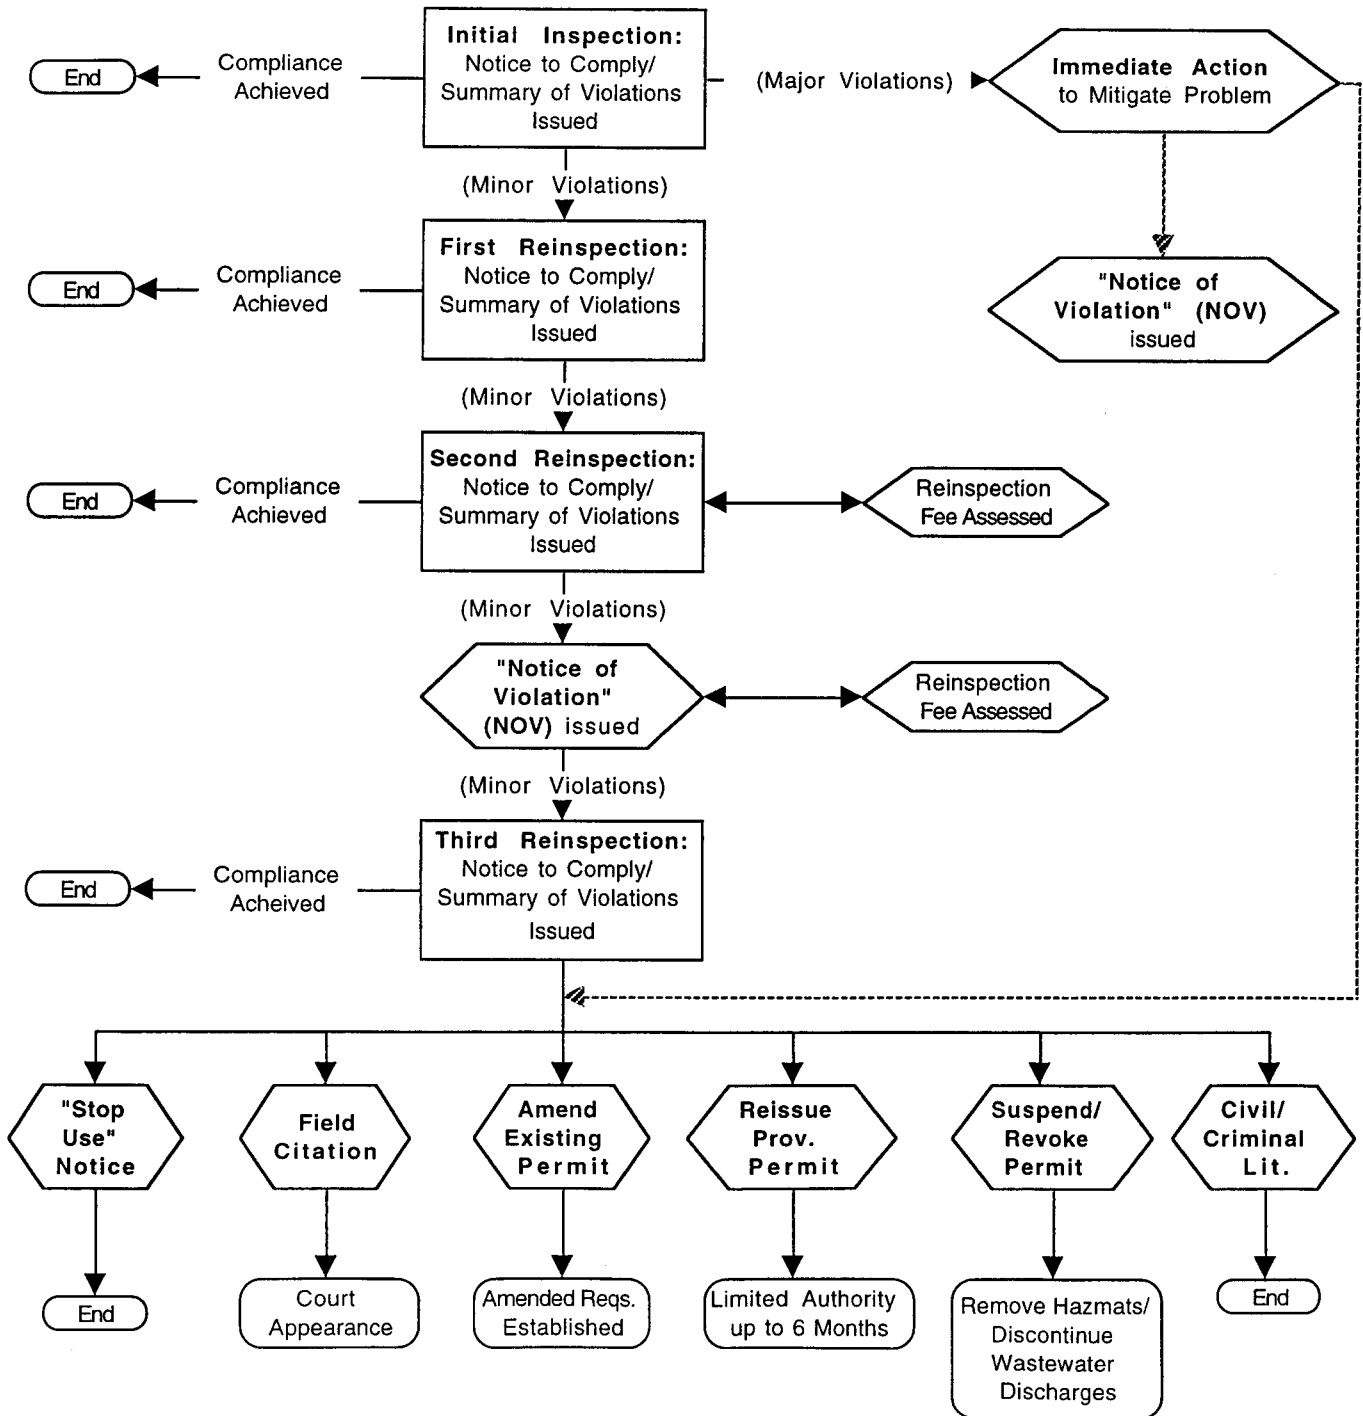 Initial Inspection:
Notice to Comply/
Summary of Violations
Issued
End
Compliance
Achieved
(Major Violations)
Immediate Action
to Mitigate Problem
(Minor Violations)
First Reinspection:
Notice to Comply/
Summary of Violations
Issued
End
Compliance
Achieved
"Notice of
Violation" (NOV)
issued
(Minor Violations)
Second Reinspection:
Notice to Comply/
Summary of Violations
Issued
End
Compliance
Achieved
Reinspection
Fee Assessed
(Minor Violations)
"Notice of
Violation"
(NOV) issued
Reinspection
Fee Assessed
(Minor Violations)
Third Reinspection:
Notice to Comply/
Summary of Violations
Issued
End
Compliance
Acheived
"Stop
Use"
Notice
Field
Citation
Amend
Existing
Permit
Reissue
Prov.
Permit
Suspend/
Revoke
Permit
Civil/
Criminal
Lit.
End
Court
Appearance
Amended Reqs.
Established
Limited Authority
up to 6 Months
Remove Hazmats/
Discontinue
Wastewater
Discharges
End